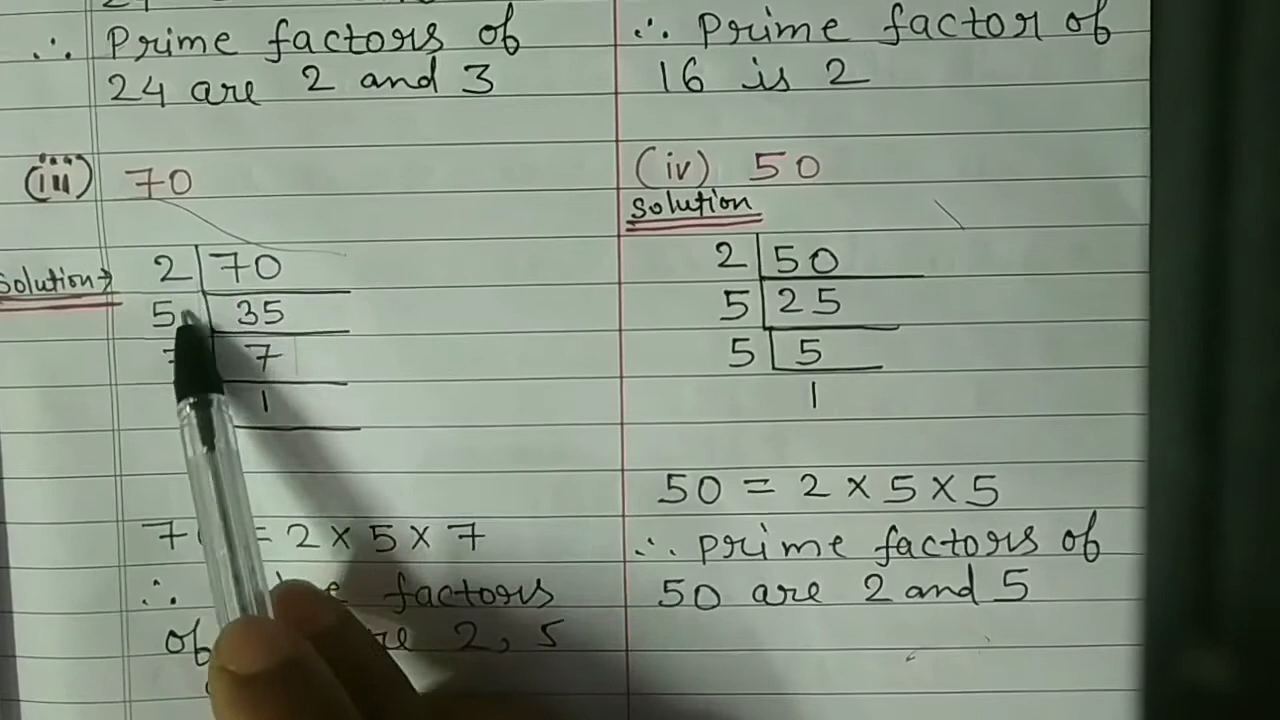 ∴ Prime factors of
24 are 2 and 3
(iii) 70
Solution→
2 70
5 35
7
1
= 2 × 5 × 7
∴ factors
of 2, 5
∴ prime factor of
16 is 2
(iv) 50
Solution
2 50
5 25
5 5
1
50 = 2 × 5 × 5
∴ prime factors of
50 are 2 and 5